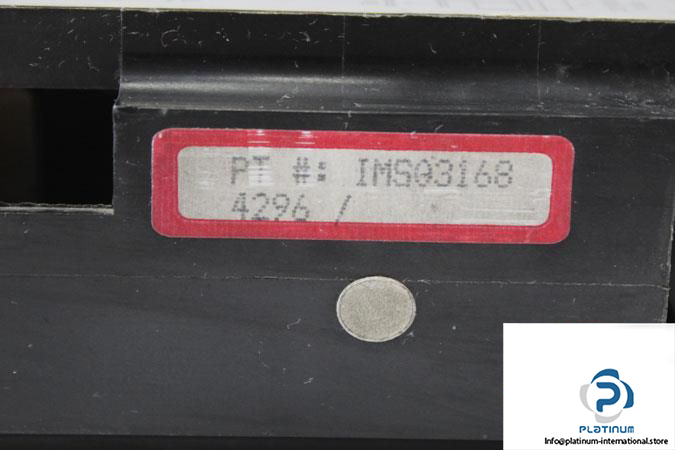 PT #: IMS03168
4296 /
PLATINUM
Info@platinum-international.store